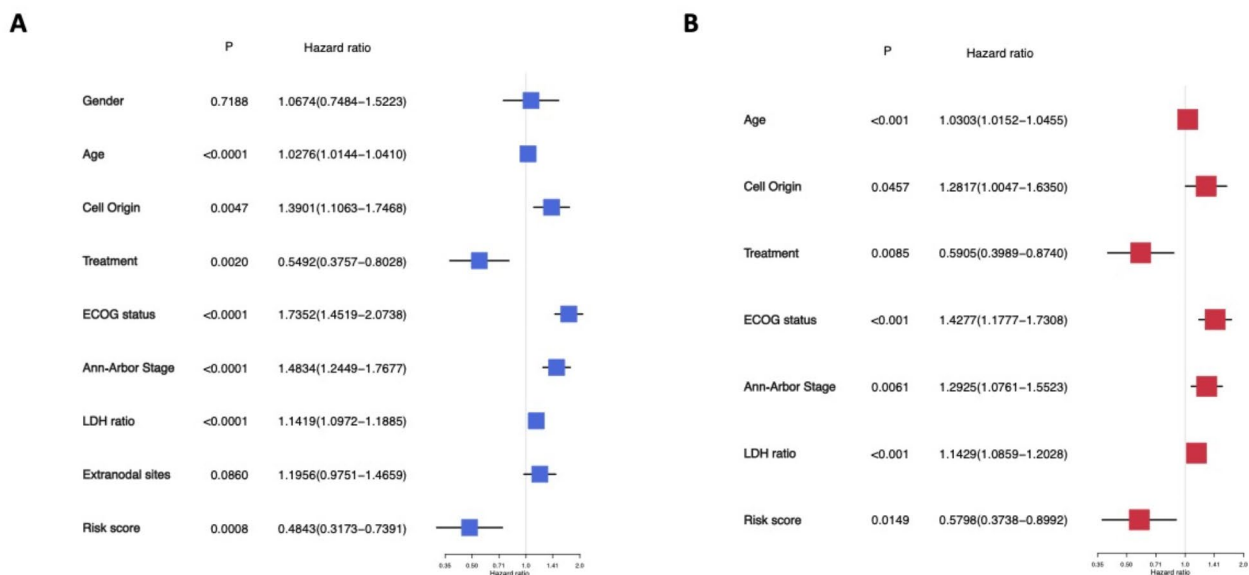 A
P Hazard ratio
Gender 0.7188 1.0674(0.7484−1.5223)
Age <0.0001 1.0276(1.0144−1.0410)
Cell Origin 0.0047 1.3901(1.1063−1.7468)
Treatment 0.0020 0.5492(0.3757−0.8028)
ECOG status <0.0001 1.7352(1.4519−2.0738)
Ann-Arbor Stage <0.0001 1.4834(1.2449−1.7677)
LDH ratio <0.0001 1.1419(1.0972−1.1885)
Extranodal sites 0.0860 1.1956(0.9751−1.4659)
Risk score 0.0008 0.4843(0.3173−0.7391)
0.35 0.50 0.71 1.0 1.41 2.0
Hazard ratio
B
P Hazard ratio
Age <0.001 1.0303(1.0152−1.0455)
Cell Origin 0.0457 1.2817(1.0047−1.6350)
Treatment 0.0085 0.5905(0.3989−0.8740)
ECOG status <0.001 1.4277(1.1777−1.7308)
Ann-Arbor Stage 0.0061 1.2925(1.0761−1.5523)
LDH ratio <0.001 1.1429(1.0859−1.2028)
Risk score 0.0149 0.5798(0.3738−0.8992)
0.35 0.50 0.71 1.0 1.41 2.0
Hazard ratio